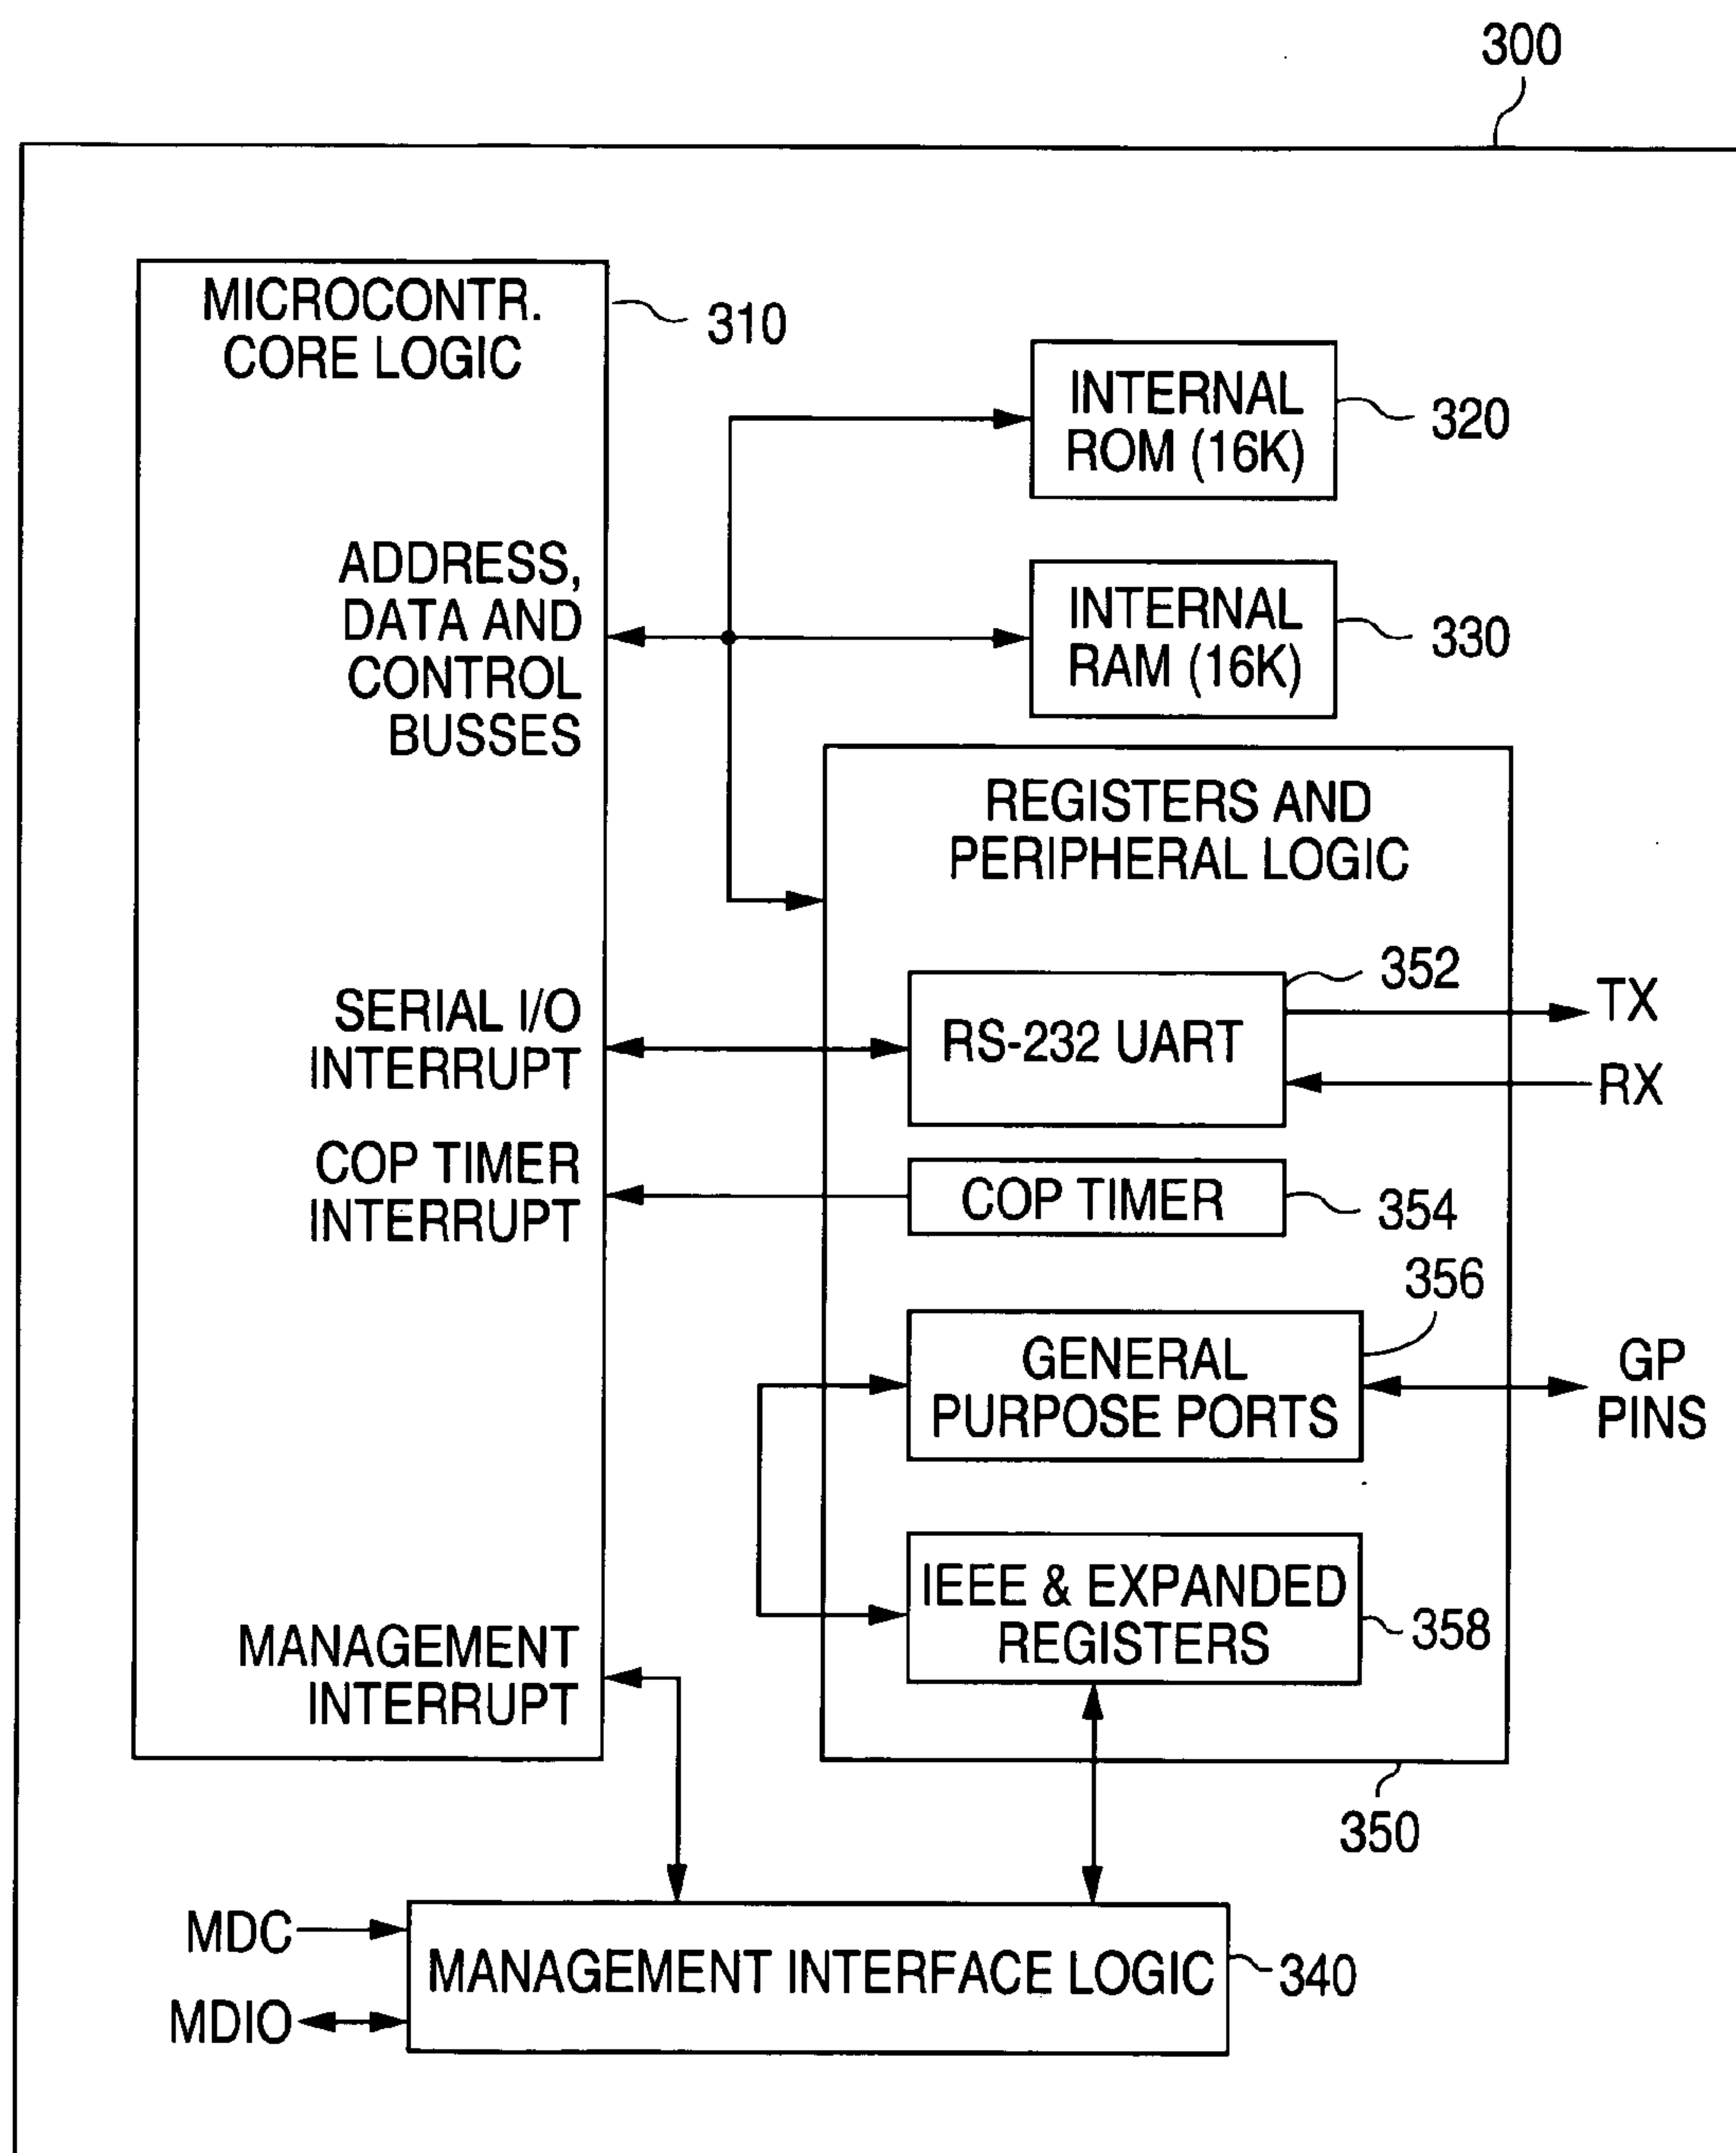 300
MICROCONTR.
CORE LOGIC
310
INTERNAL
ROM (16K)
320
ADDRESS,
DATA AND
CONTROL
BUSSES
INTERNAL
RAM (16K)
330
REGISTERS AND
PERIPHERAL LOGIC
352
SERIAL I/O
INTERRUPT
RS-232 UART
TX
RX
COP TIMER
INTERRUPT
COP TIMER
354
356
GENERAL
PURPOSE PORTS
GP
PINS
IEEE & EXPANDED
REGISTERS
358
MANAGEMENT
INTERRUPT
350
MDC
MDIO
MANAGEMENT INTERFACE LOGIC
340